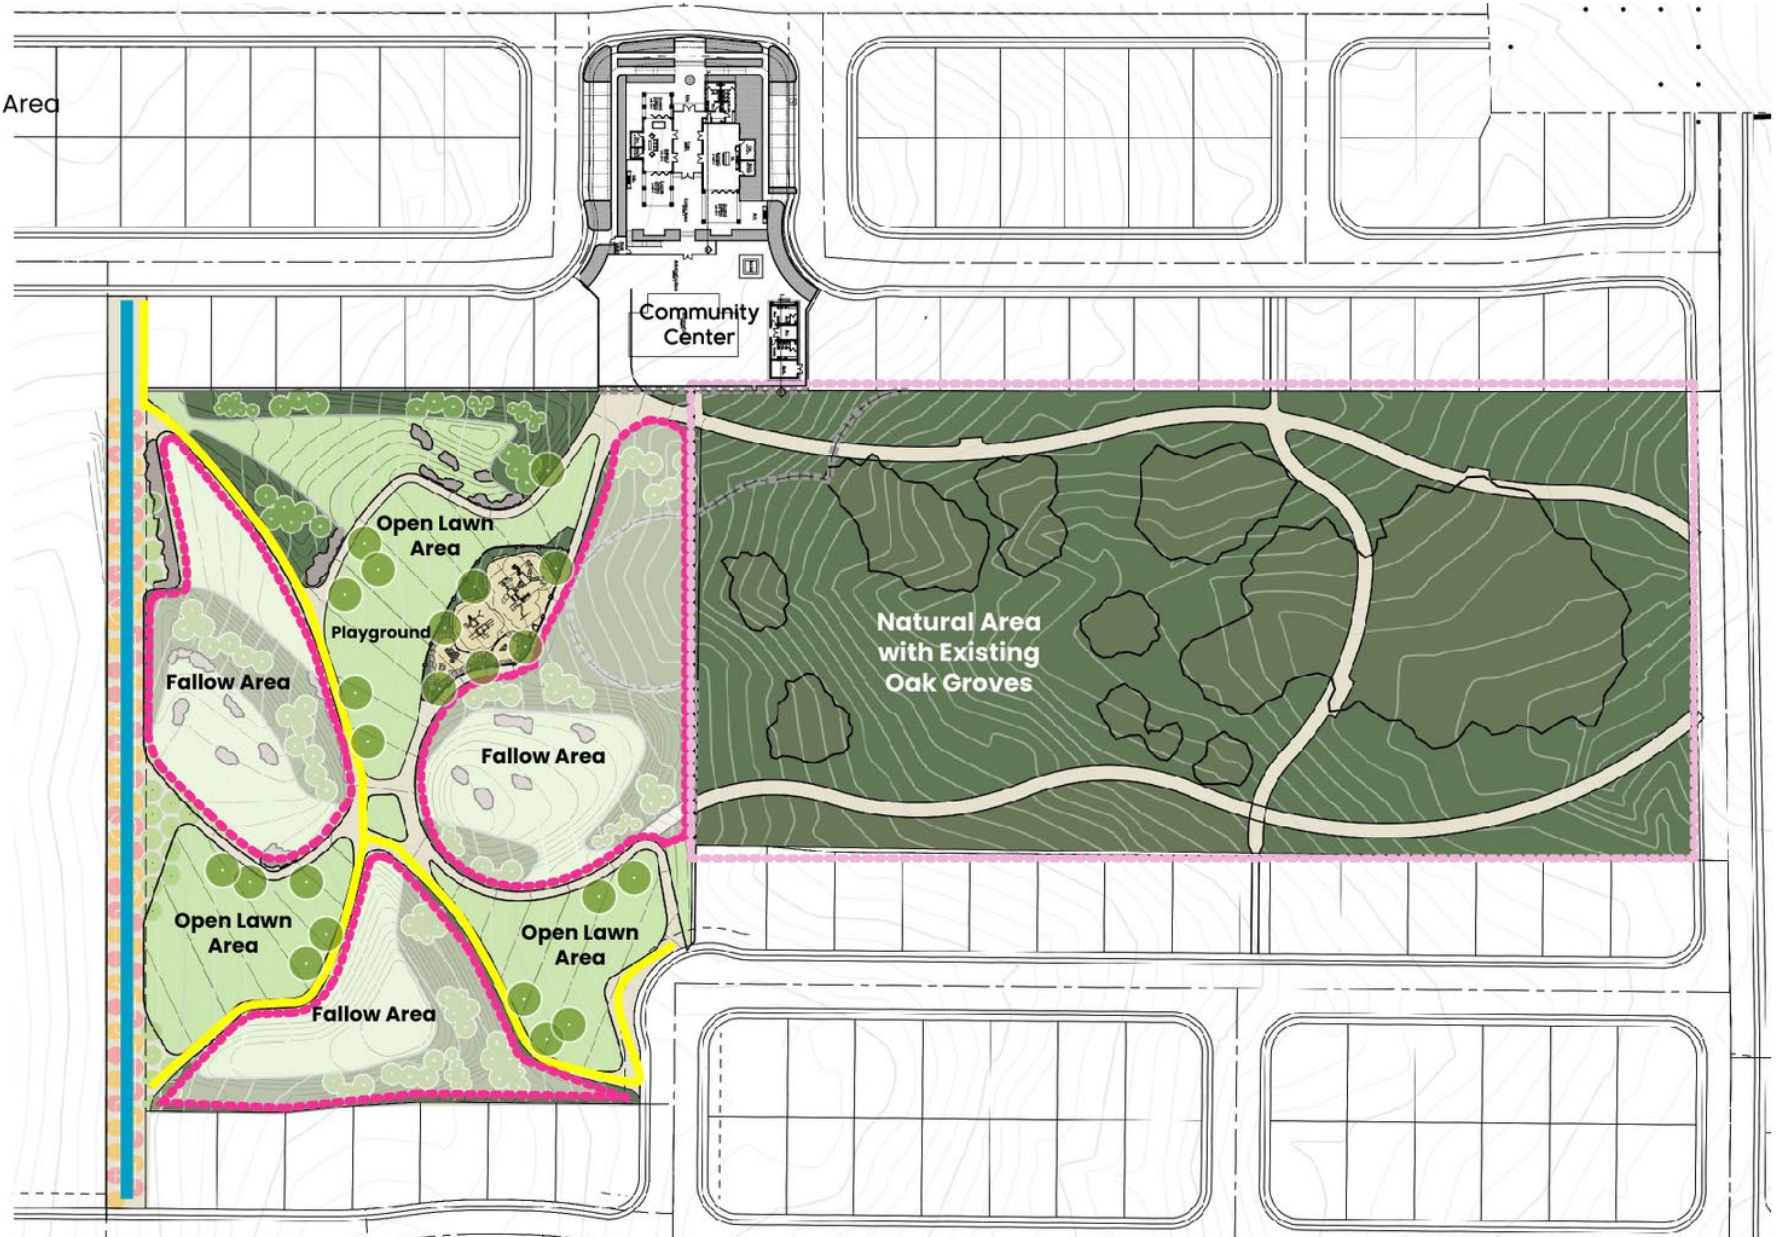 Area
Community
Center
Open Lawn
Area
Playground
Natural Area
with Existing
Oak Groves
Fallow Area
Fallow Area
Open Lawn
Area
Open Lawn
Area
Fallow Area